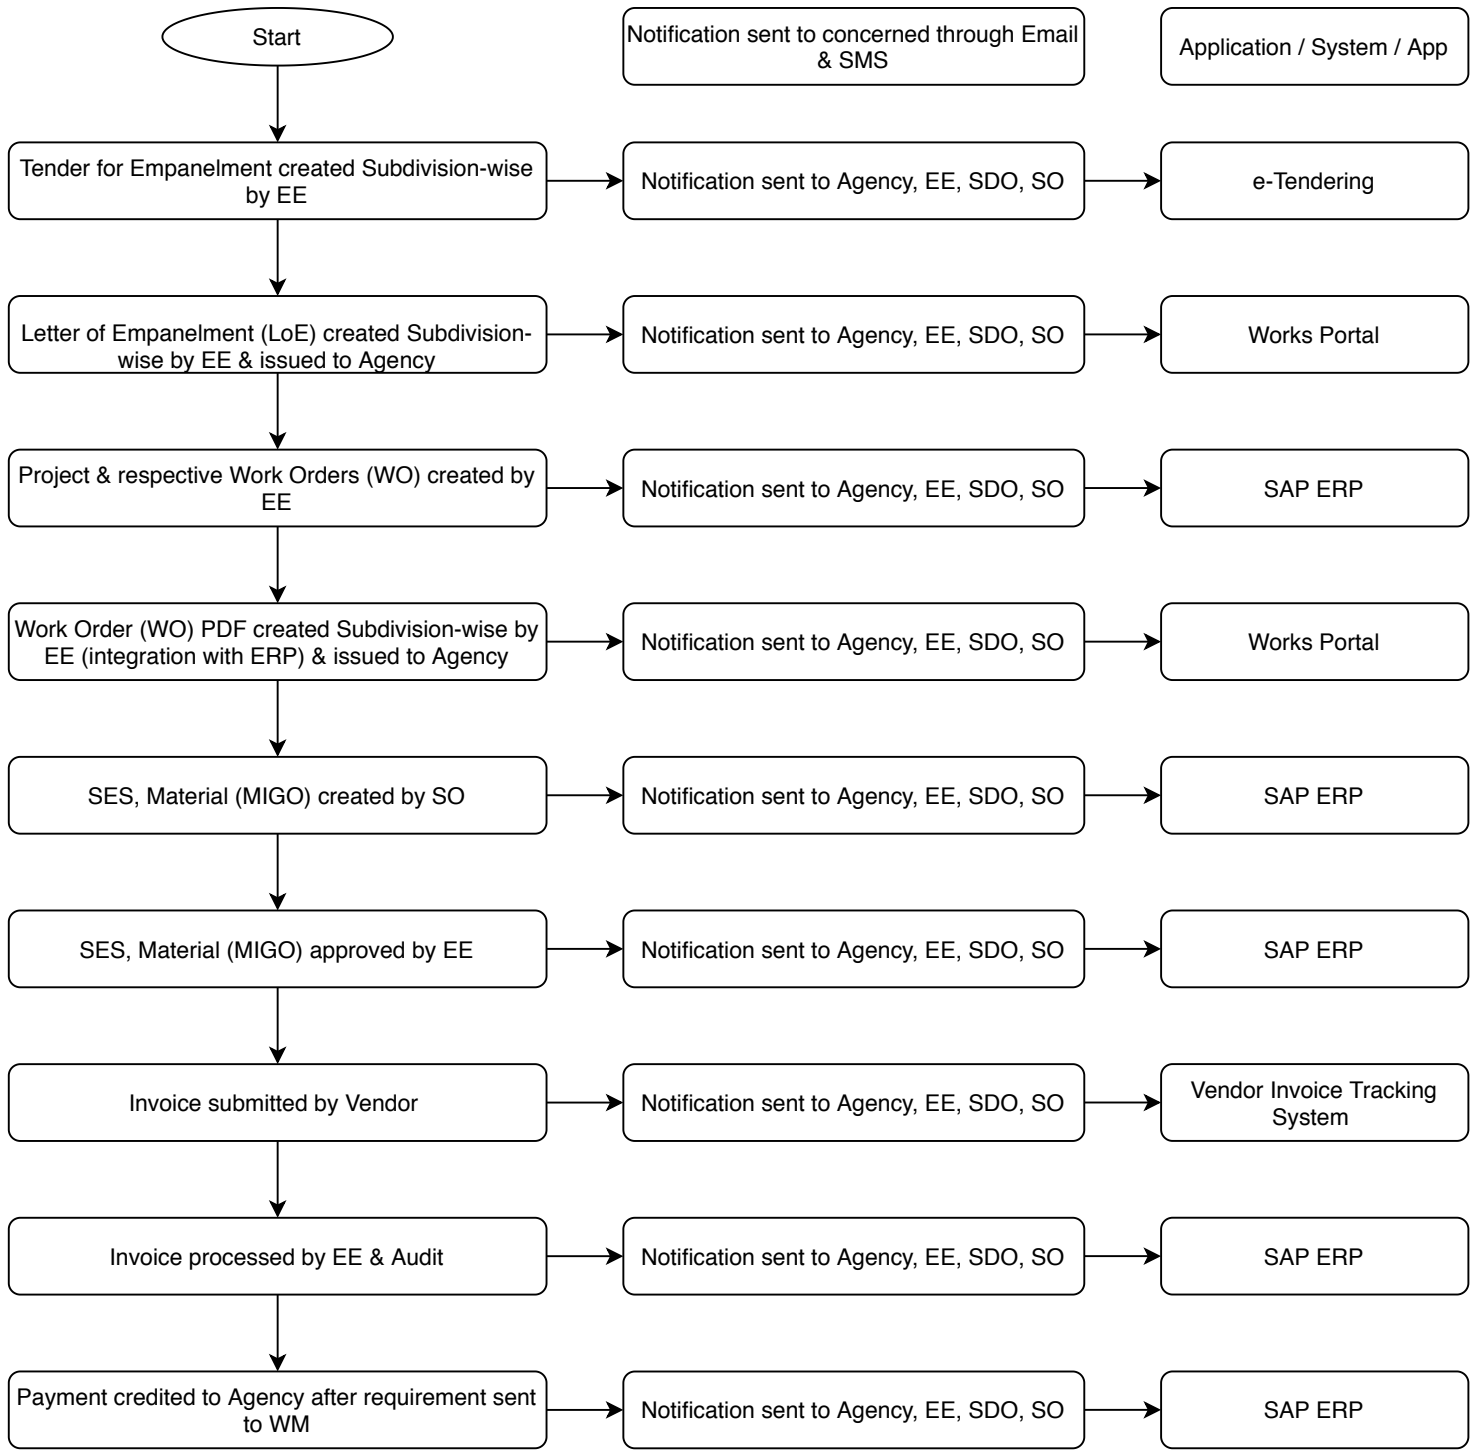 Start
Notification sent to concerned through Email
& SMS
Application / System / App
Tender for Empanelment created Subdivision-wise
by EE
Notification sent to Agency, EE, SDO, SO
e-Tendering
Letter of Empanelment (LoE) created Subdivision-
wise by EE & issued to Agency
Notification sent to Agency, EE, SDO, SO
Works Portal
Project & respective Work Orders (WO) created by
EE
Notification sent to Agency, EE, SDO, SO
SAP ERP
Work Order (WO) PDF created Subdivision-wise by
EE (integration with ERP) & issued to Agency
Notification sent to Agency, EE, SDO, SO
Works Portal
SES, Material (MIGO) created by SO
Notification sent to Agency, EE, SDO, SO
SAP ERP
SES, Material (MIGO) approved by EE
Notification sent to Agency, EE, SDO, SO
SAP ERP
Invoice submitted by Vendor
Notification sent to Agency, EE, SDO, SO
Vendor Invoice Tracking
System
Invoice processed by EE & Audit
Notification sent to Agency, EE, SDO, SO
SAP ERP
Payment credited to Agency after requirement sent
to WM
Notification sent to Agency, EE, SDO, SO
SAP ERP